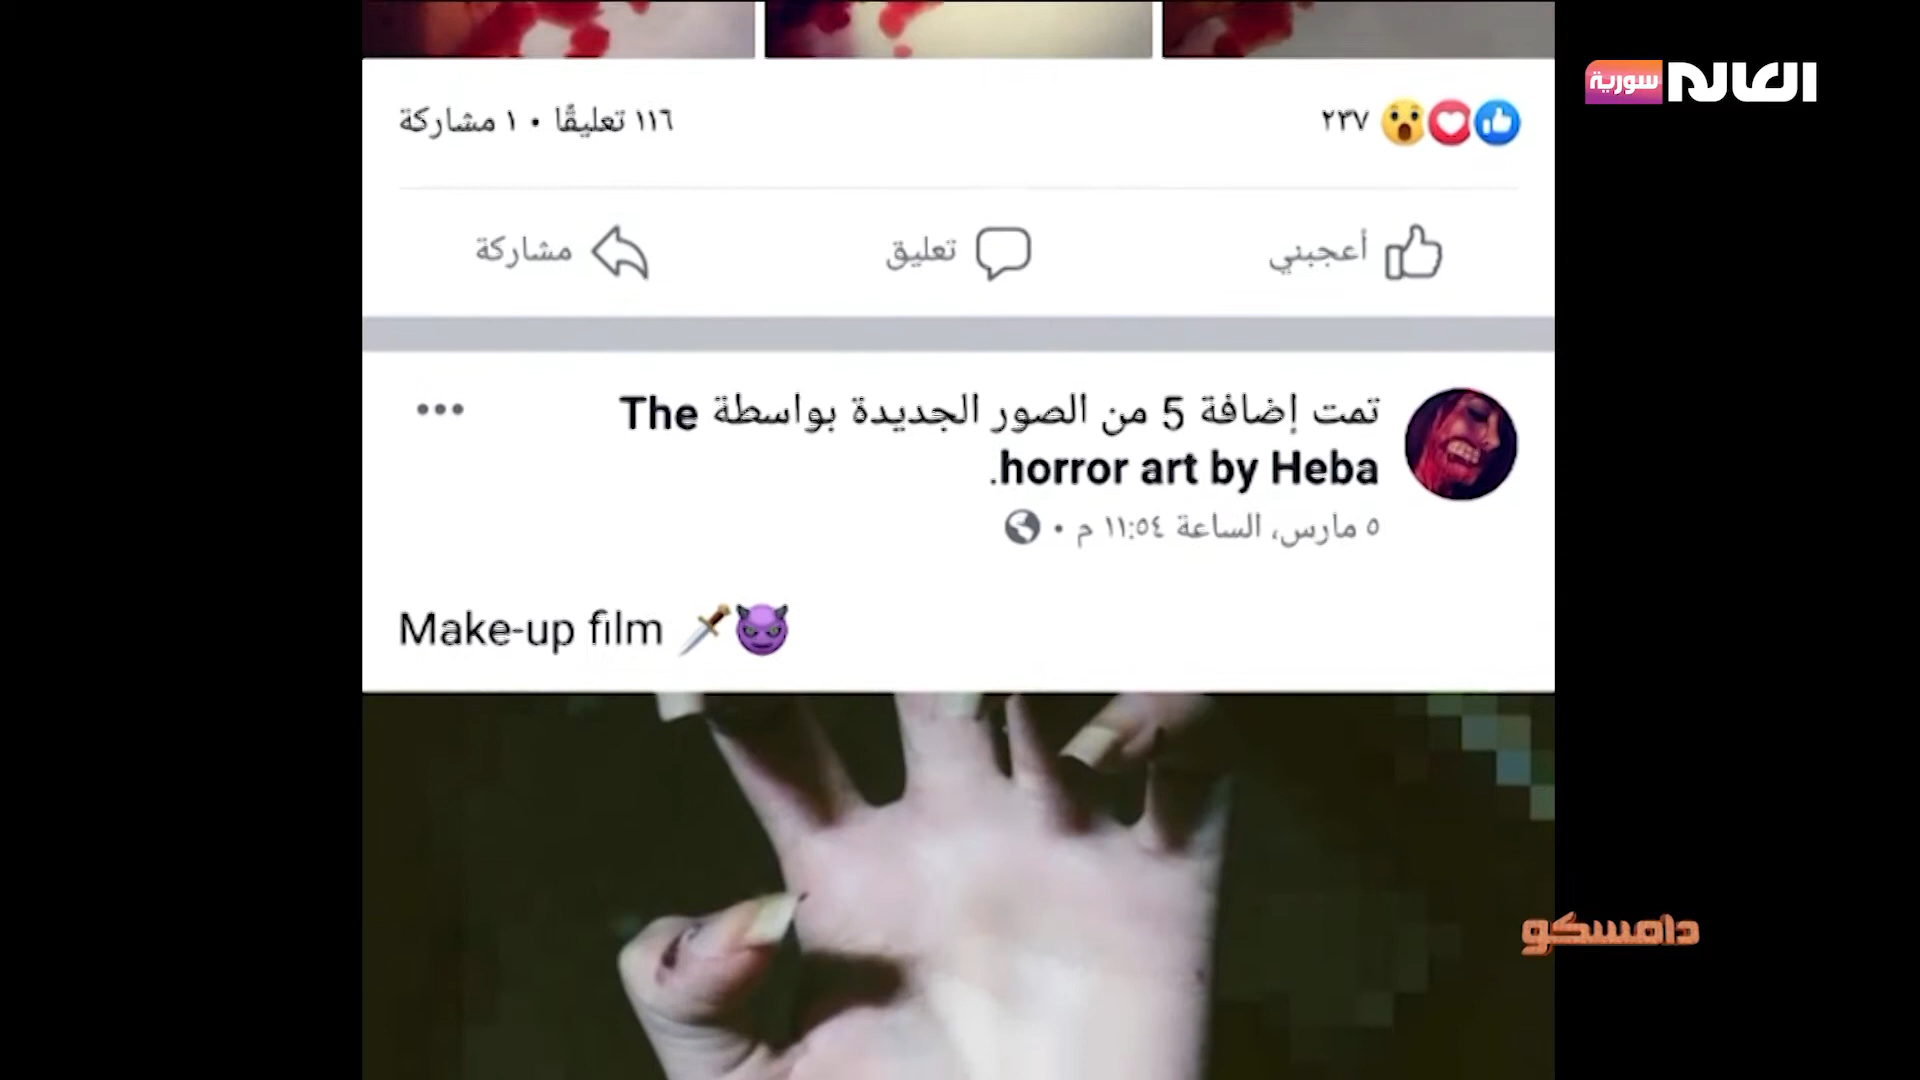 العالم سورية
٢٣٧
١١٦ تعليقًا • ١ مشاركة
أعجبني
تعليق
مشاركة
تمت إضافة 5 من الصور الجديدة بواسطة The
horror art by Heba.
٥ مارس، الساعة ١١:٥٤ م •
Make-up film 🗡️😈
دامسكو